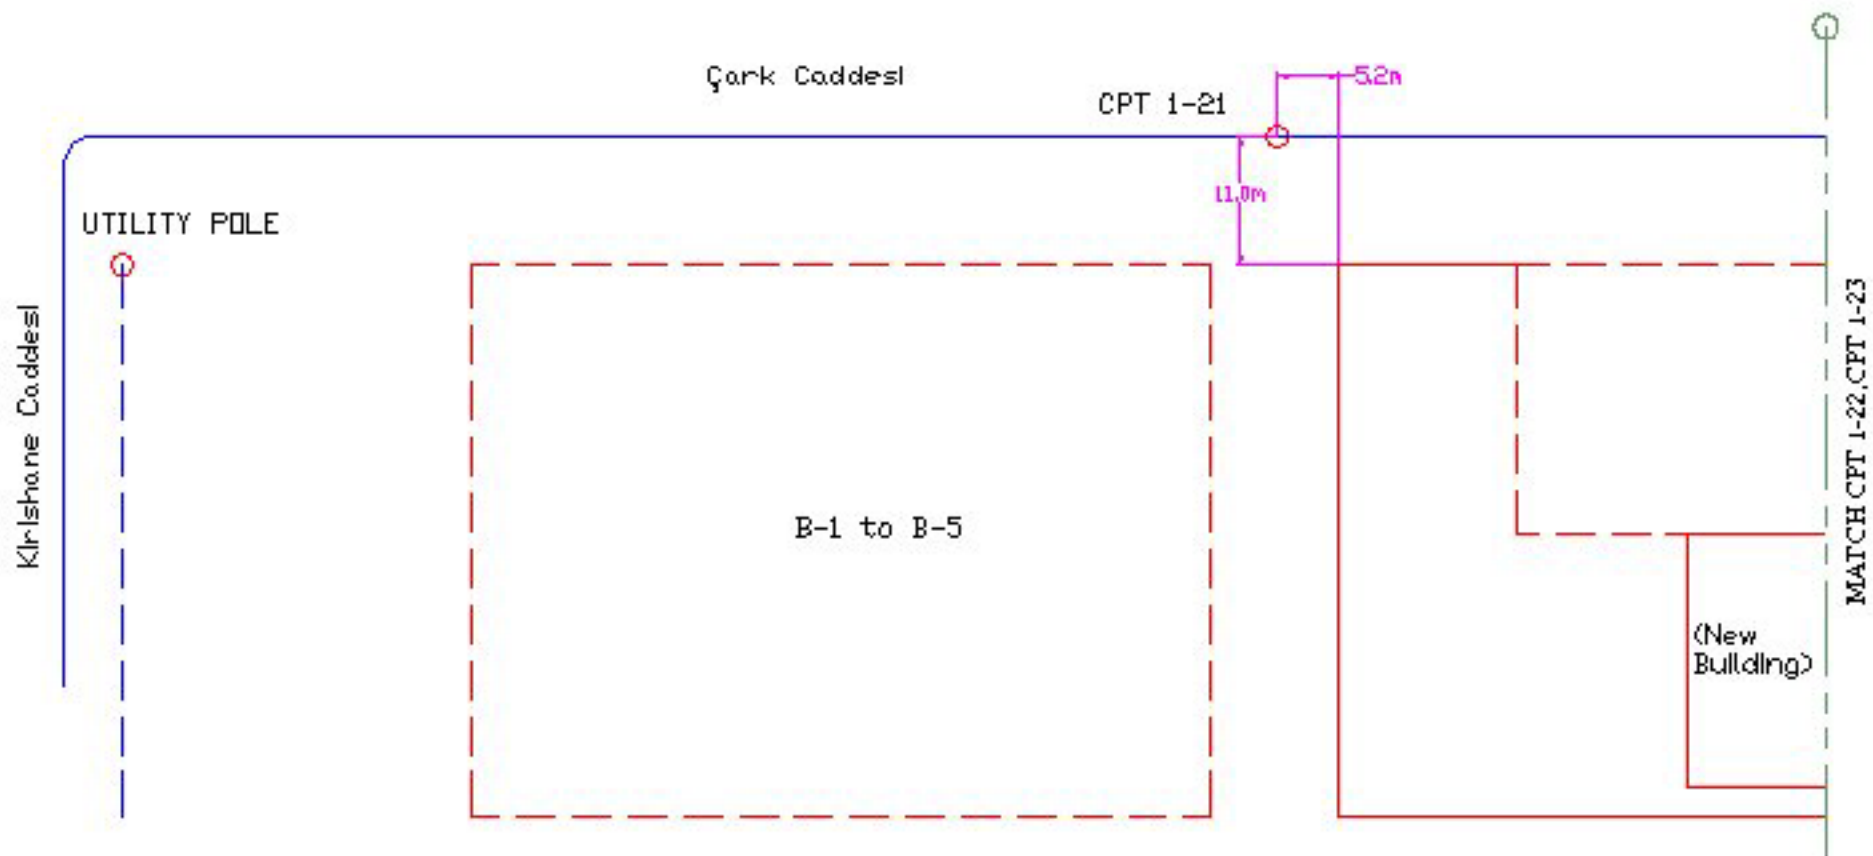 Çark Caddesi
5.2m
CPT 1-21
11.0m
UTILITY POLE
Kirishane Caddesi
B-1 to B-5
MATCH CPT 1-22,CPT 1-23
(New
Building)